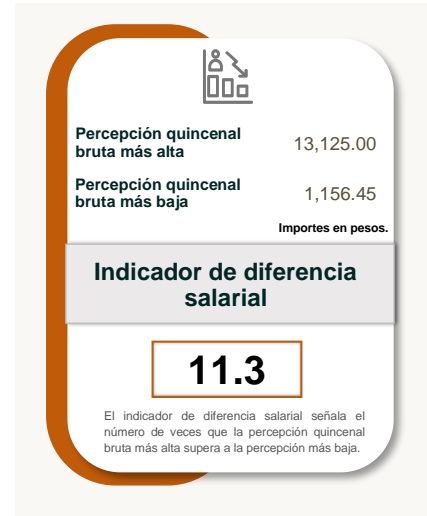 Percepción quincenal
bruta más alta
13,125.00
Percepción quincenal
bruta más baja
1,156.45
Importes en pesos.
Indicador de diferencia
salarial
11.3
El indicador de diferencia salarial señala el
número de veces que la percepción quincenal
bruta más alta supera a la percepción más baja.